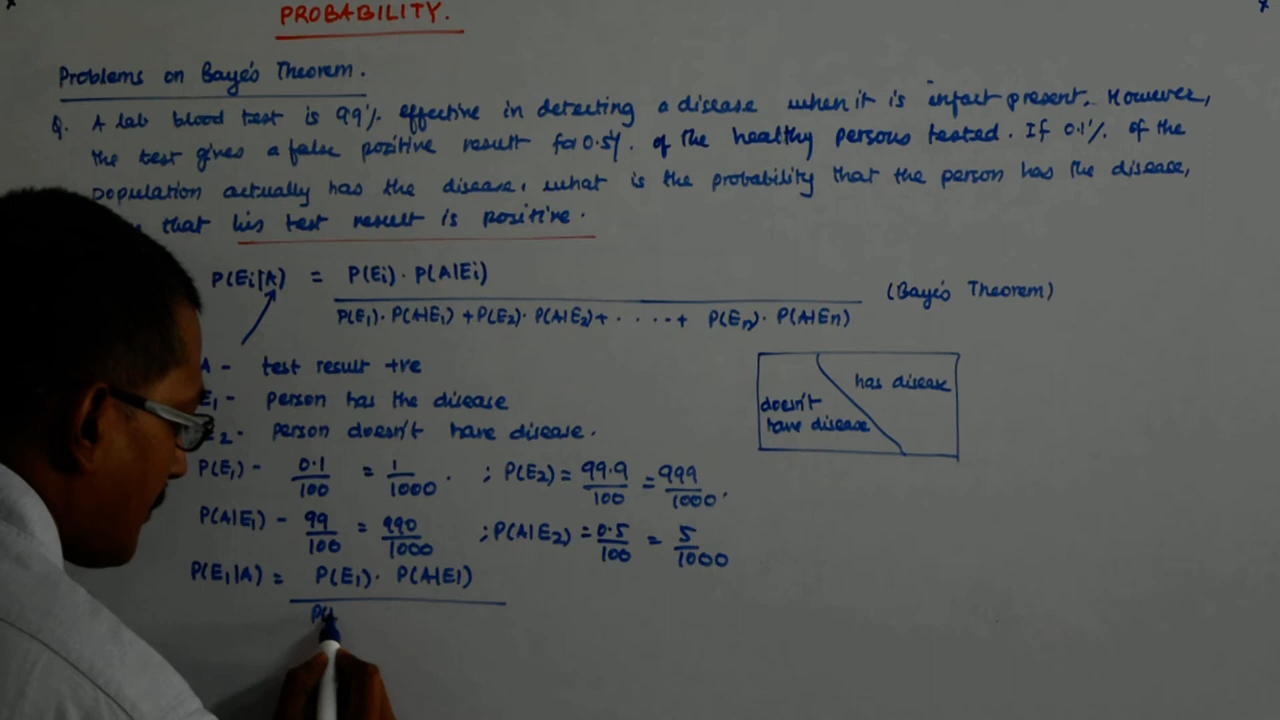 PROBABILITY.
Problems on Baye's Theorem.
Q. A lab blood test is 99% effective in detecting a disease when it is infact present. However,
the test gives a false positive result for 0.5%. of the healthy persons tested. If 0.1% of the
population actually has the disease, what is the probability that the person has the disease,
that his test result is positive.
P(Ei|A) = P(Ei). P(A|Ei)
P(E1). P(A|E1) + P(E2). P(A|E2)+ . . . . . + P(En). P(A|En)
(Baye's Theorem)
A - test result +ve
E1 - person has the disease
E2 - person doesn't have disease.
has disease
doesn't
have disease
P(E1) - 0.1/100 = 1/1000 . ; P(E2) = 99.9/100 = 999/1000.
P(A|E1) - 99/100 = 990/1000 ; P(A|E2) = 0.5/100 = 5/1000
P(E1|A) = P(E1). P(A|E1)
P(